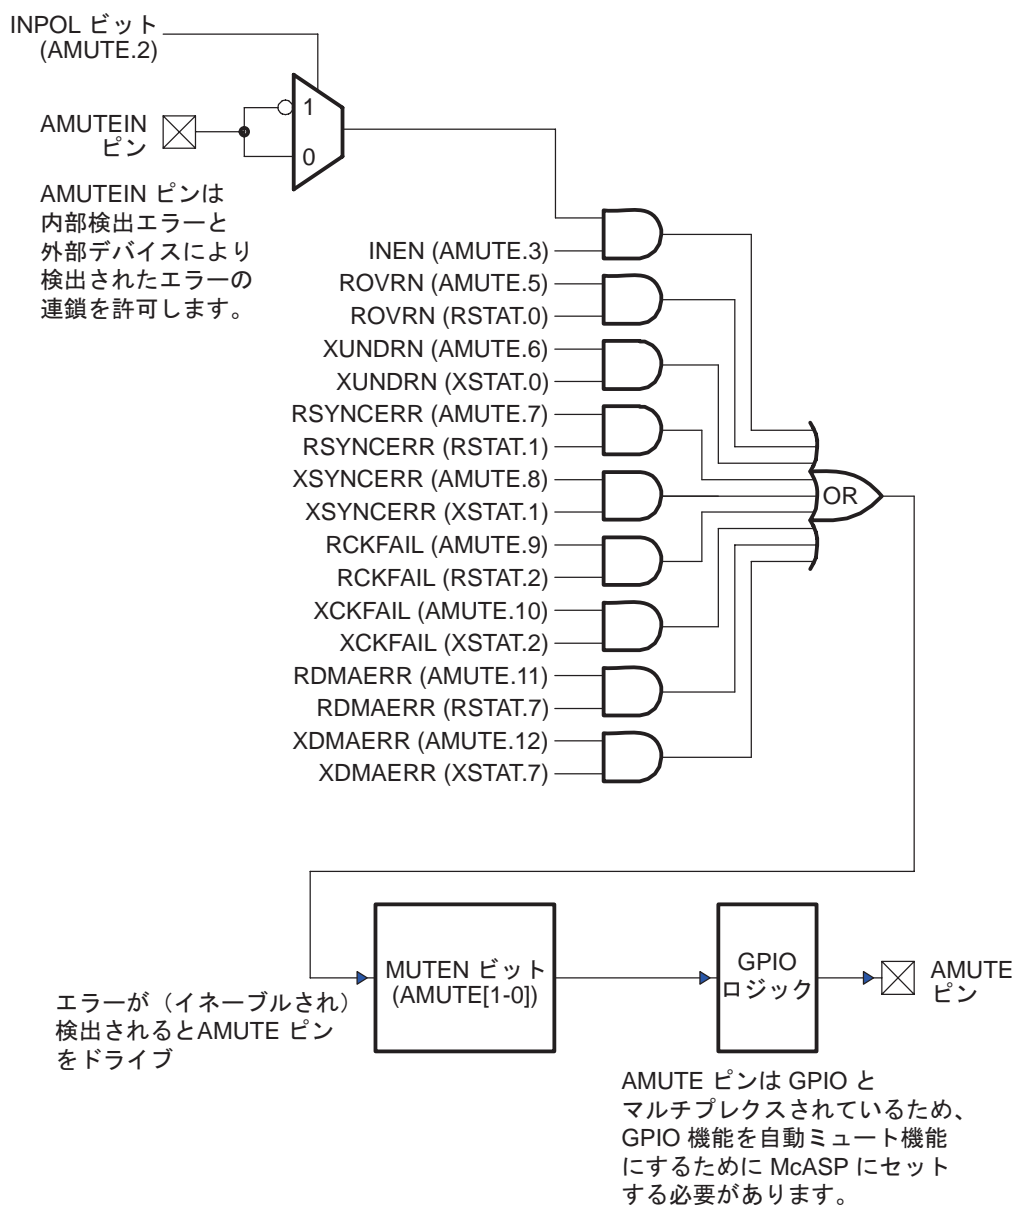 INPOL ビット
(AMUTE.2)
1
AMUTEIN
ピン
0
AMUTEIN ピンは
内部検出エラーと
外部デバイスにより
検出されたエラーの
連鎖を許可します。
INEN (AMUTE.3)
ROVRN (AMUTE.5)
ROVRN (RSTAT.0)
XUNDRN (AMUTE.6)
XUNDRN (XSTAT.0)
RSYNCERR (AMUTE.7)
RSYNCERR (RSTAT.1)
XSYNCERR (AMUTE.8)
XSYNCERR (XSTAT.1)
OR
RCKFAIL (AMUTE.9)
RCKFAIL (RSTAT.2)
XCKFAIL (AMUTE.10)
XCKFAIL (XSTAT.2)
RDMAERR (AMUTE.11)
RDMAERR (RSTAT.7)
XDMAERR (AMUTE.12)
XDMAERR (XSTAT.7)
エラーが（イネーブルされ）
検出されるとAMUTE ピン
をドライブ
MUTEN ビット
(AMUTE[1-0])
GPIO
ロジック
AMUTE
ピン
AMUTE ピンは GPIO と
マルチプレクスされているため、
GPIO 機能を自動ミュート機能
にするために McASP にセット
する必要があります。